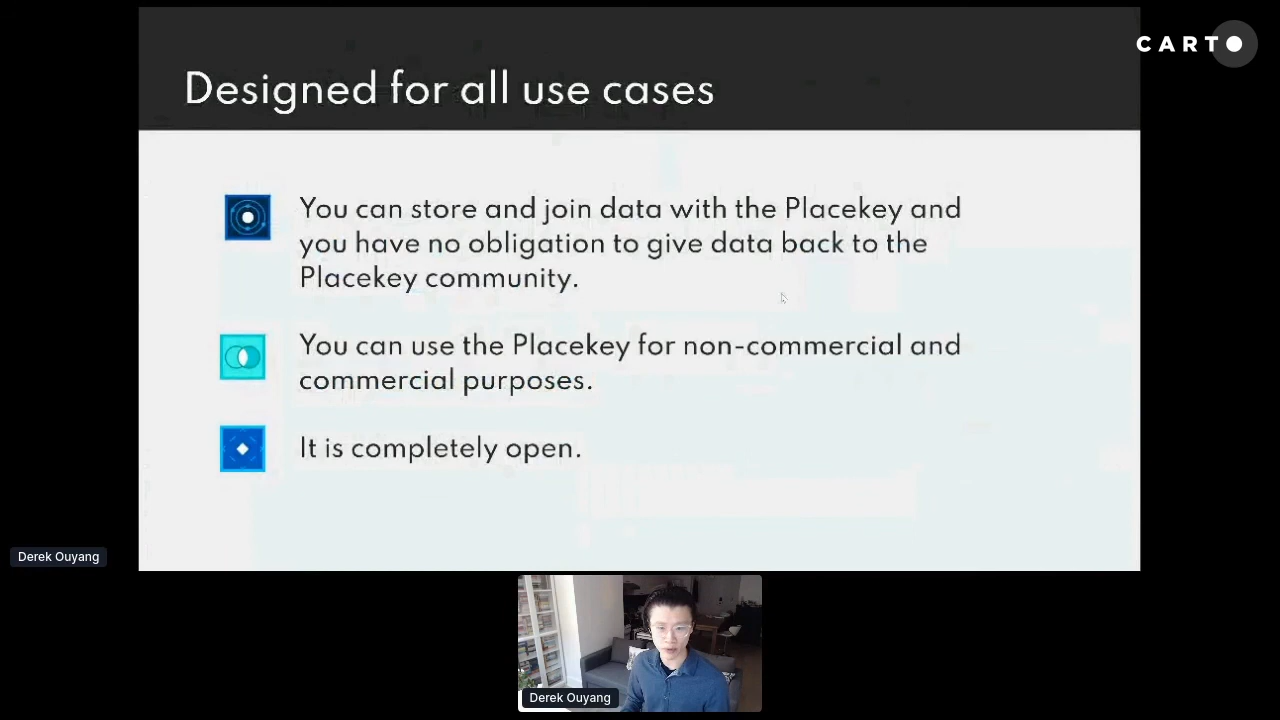 CARTO
Designed for all use cases
You can store and join data with the Placekey and
you have no obligation to give data back to the
Placekey community.
You can use the Placekey for non-commercial and
commercial purposes.
It is completely open.
Derek Ouyang
Derek Ouyang